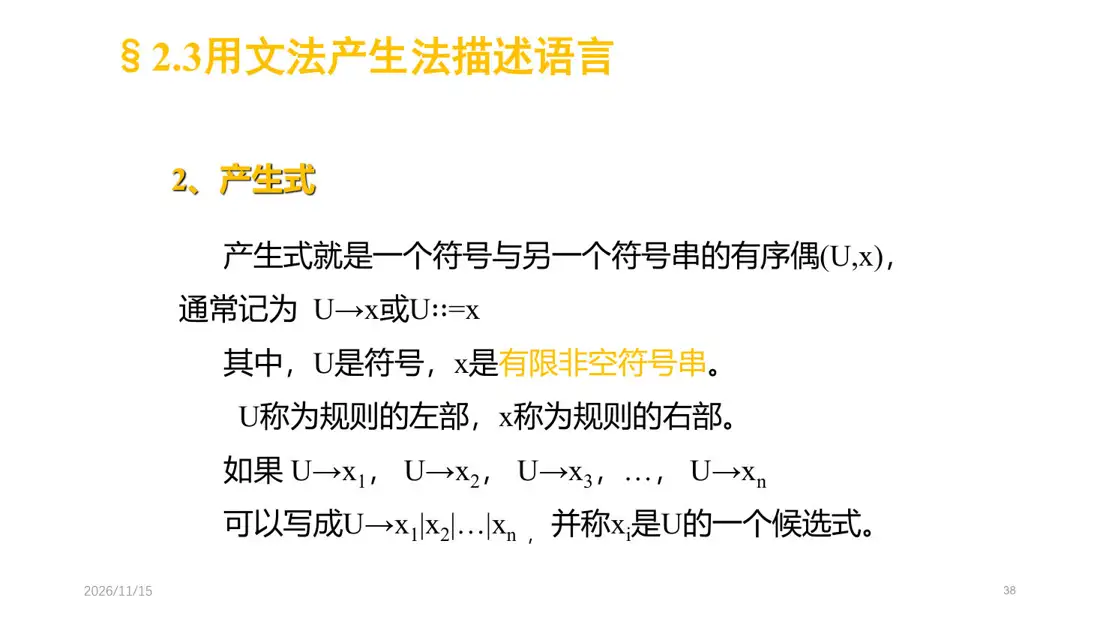 §2.3用文法产生法描述语言
2、产生式
产生式就是一个符号与另一个符号串的有序偶(U,x)，
通常记为 U→x或U∷=x
其中，U是符号，x是有限非空符号串。
U称为规则的左部，x称为规则的右部。
如果 U→x₁， U→x₂， U→x₃，…， U→xₙ
可以写成U→x₁|x₂|…|xₙ ，并称xᵢ是U的一个候选式。
2026/11/15
38